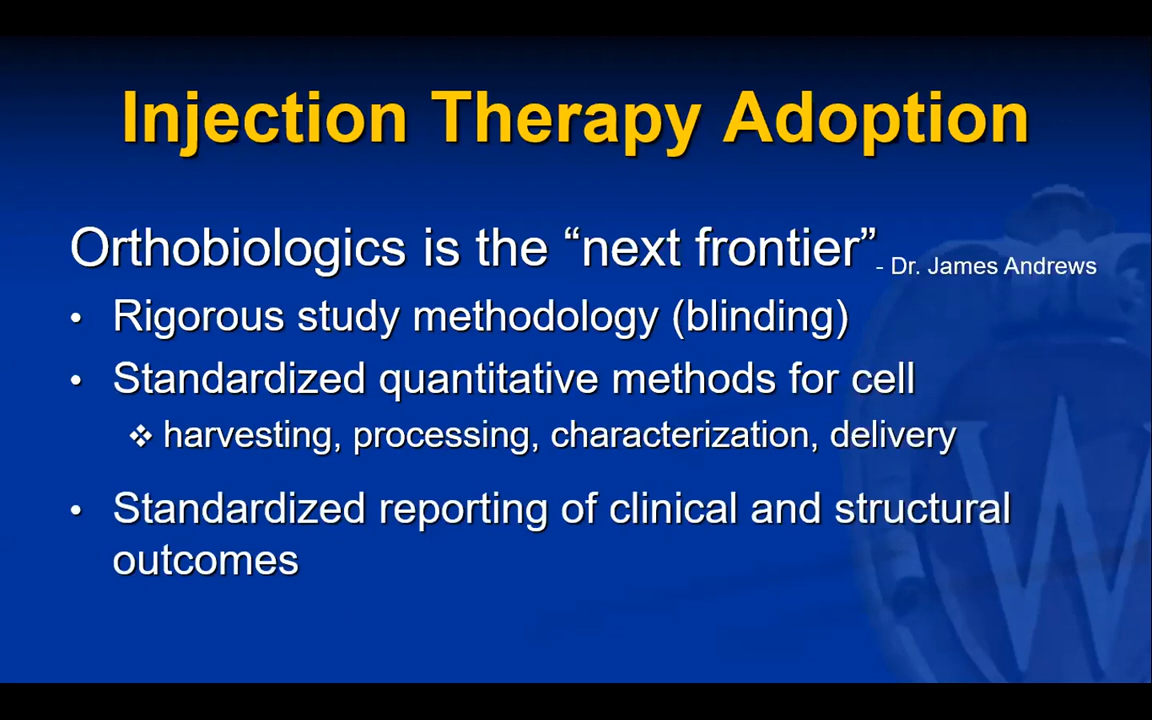 Injection Therapy Adoption
Orthobiologics is the “next frontier” - Dr. James Andrews
• Rigorous study methodology (blinding)
• Standardized quantitative methods for cell
❖ harvesting, processing, characterization, delivery
• Standardized reporting of clinical and structural
outcomes
W